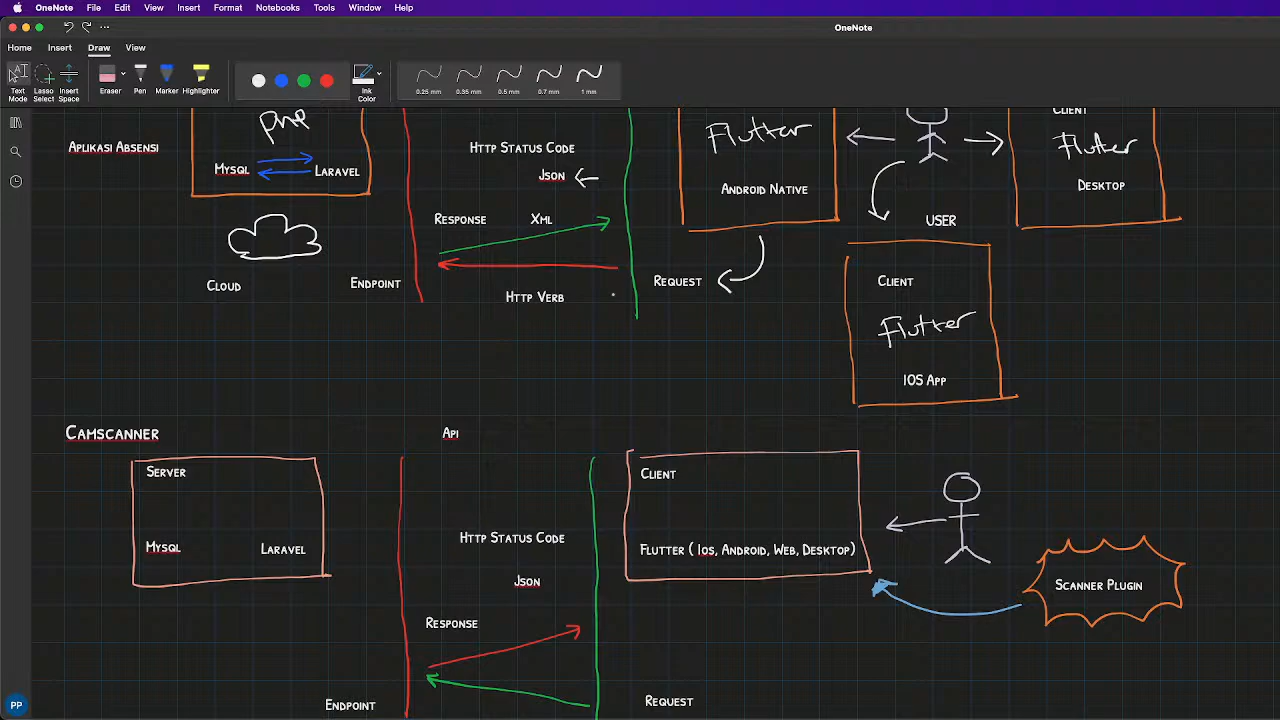 OneNote File Edit View Insert Format Notebooks Tools Window Help
OneNote
Home Insert Draw View
Text Mode
Lasso Select
Insert Space
Eraser
Pen
Marker
Highlighter
Ink Color
0.25 mm
0.35 mm
0.5 mm
0.7 mm
1 mm
Aplikasi Absensi
php
Mysql
Laravel
Cloud
Endpoint
Http Status Code
Json
Response
Xml
Http Verb
Request
Flutter
Android Native
USER
Client
Flutter
Desktop
Client
Flutter
IOS App
Camscanner
Api
Server
Mysql
Laravel
Http Status Code
Json
Response
Endpoint
Client
Flutter ( Ios, Android, Web, Desktop)
Request
Scanner Plugin
PP